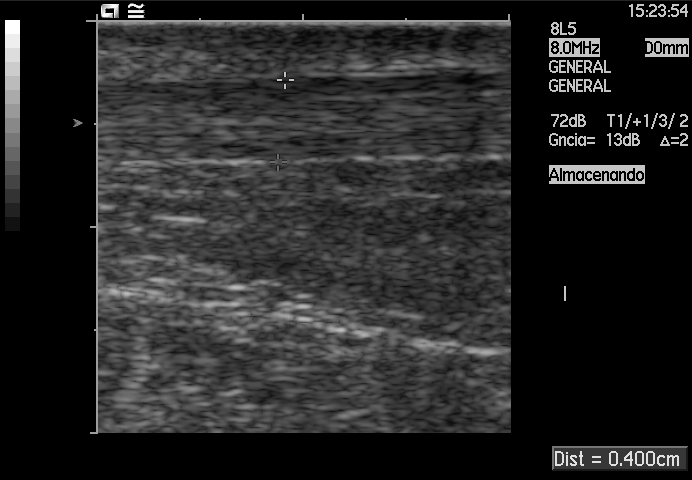 15:23:54
8L5
8.0MHz D0mm
GENERAL
GENERAL
72dB T1/+1/3/ 2
Gncia= 13dB Δ=2
Almacenando
Dist = 0.400cm